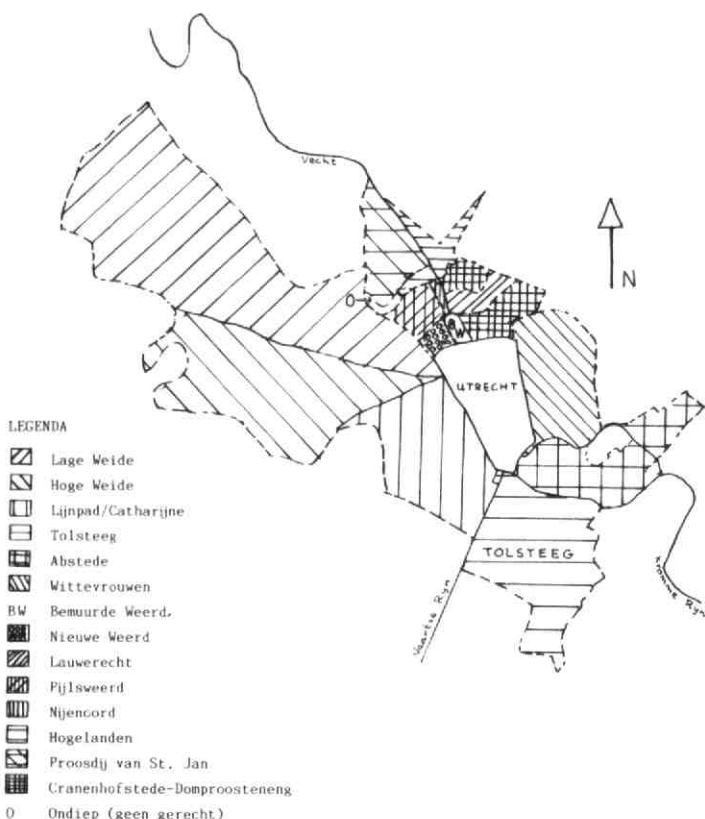 Vecht
N
O
BW
UTRECHT
TOLSTEEG
Vaartse Rijn
Kromme Rijn
LEGENDA
Lage Weide
Hoge Weide
Lijnpad/Catharijne
Tolsteeg
Abstede
Wittevrouwen
BW Bemuurde Weerd.
Nieuwe Weerd
Lauwerecht
Pijlsweerd
Nijenoord
Hogelanden
Proosdij van St. Jan
Cranenhofstede-Domproosteneng
O Ondiep (geen gerecht)